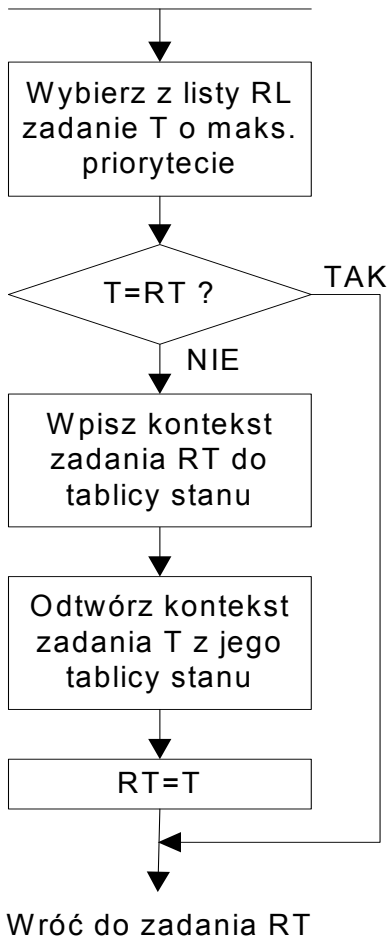 Wybierz z listy RL
zadanie T o maks.
priorytecie
T=RT ?
TAK
NIE
Wpisz kontekst
zadania RT do
tablicy stanu
Odtwórz kontekst
zadania T z jego
tablicy stanu
RT=T
Wróć do zadania RT